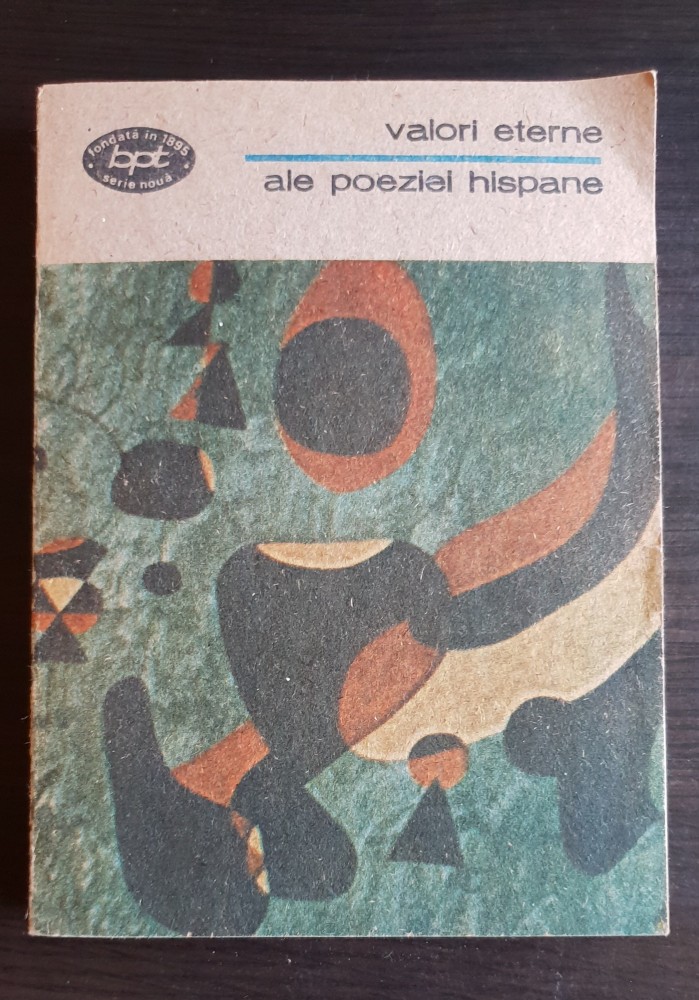 fondată în 1895
bpt
serie nouă
valori eterne
ale poeziei hispane